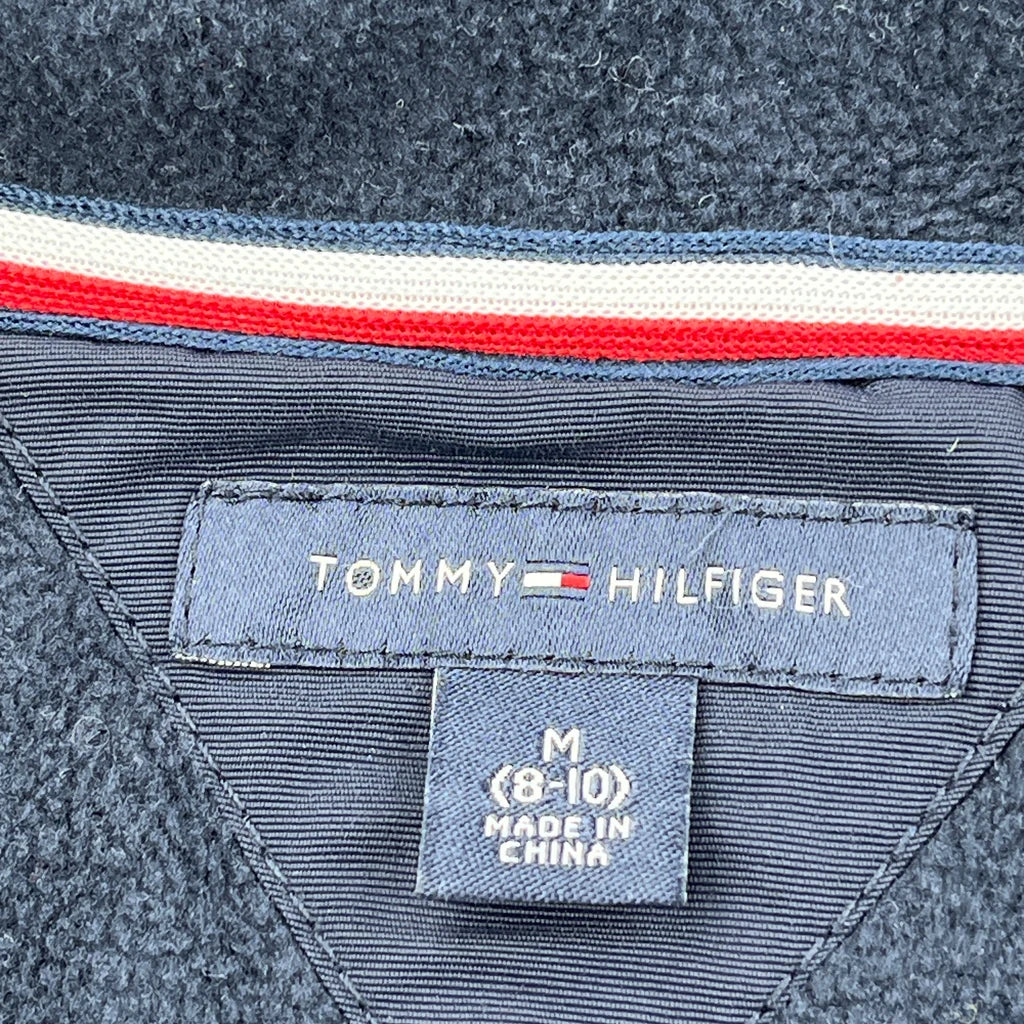 TOMMY HILFIGER
M
(8-10)
MADE IN
CHINA